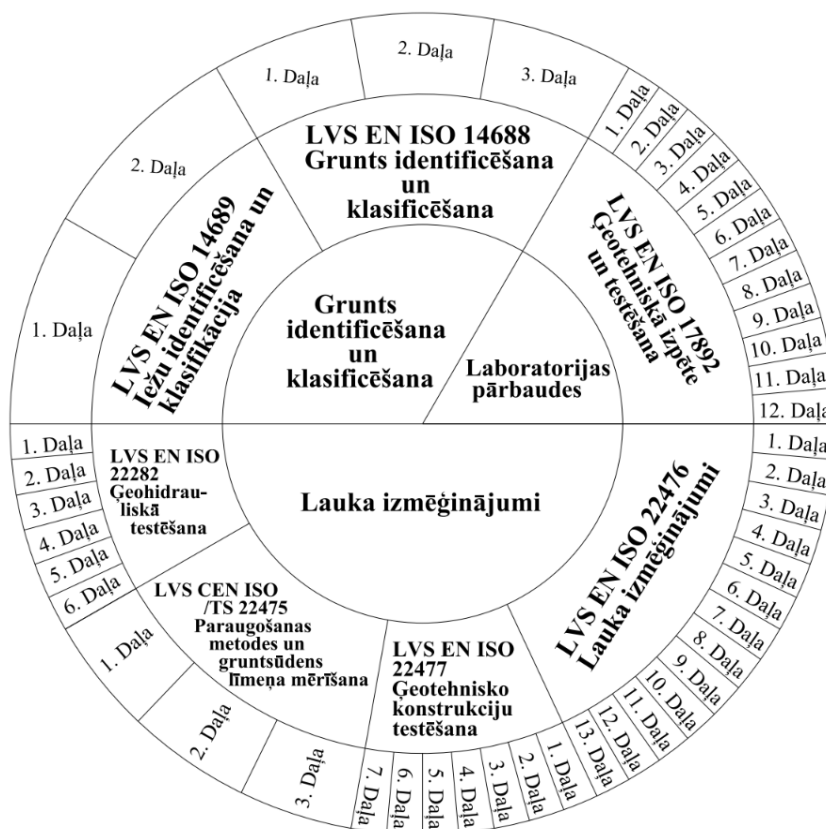 Grunts
identificēšana
un
klasificēšana
Laboratorijas
pārbaudes
Lauka izmēģinājumi
LVS EN ISO 14688
Grunts identificēšana
un
klasificēšana
1. Daļa
2. Daļa
3. Daļa
LVS EN ISO 17892
Ģeotehniskā izpēte
un testēšana
1. Daļa
2. Daļa
3. Daļa
4. Daļa
5. Daļa
6. Daļa
7. Daļa
8. Daļa
9. Daļa
10. Daļa
11. Daļa
12. Daļa
LVS EN ISO 22476
Lauka izmēģinājumi
1. Daļa
2. Daļa
3. Daļa
4. Daļa
5. Daļa
6. Daļa
7. Daļa
8. Daļa
9. Daļa
10. Daļa
11. Daļa
12. Daļa
13. Daļa
LVS EN ISO
22477
Ģeotehnisko
konstrukciju
testēšana
1. Daļa
2. Daļa
3. Daļa
4. Daļa
5. Daļa
6. Daļa
7. Daļa
LVS CEN ISO
/TS 22475
Paraugošanas
metodes un
gruntsūdens
līmeņa mērīšana
1. Daļa
2. Daļa
3. Daļa
LVS EN ISO
22282
Ģeohidrau-
liskā
testēšana
1. Daļa
2. Daļa
3. Daļa
4. Daļa
5. Daļa
6. Daļa
LVS EN ISO 14689
Iežu identificēšana un
klasifikācija
1. Daļa
2. Daļa